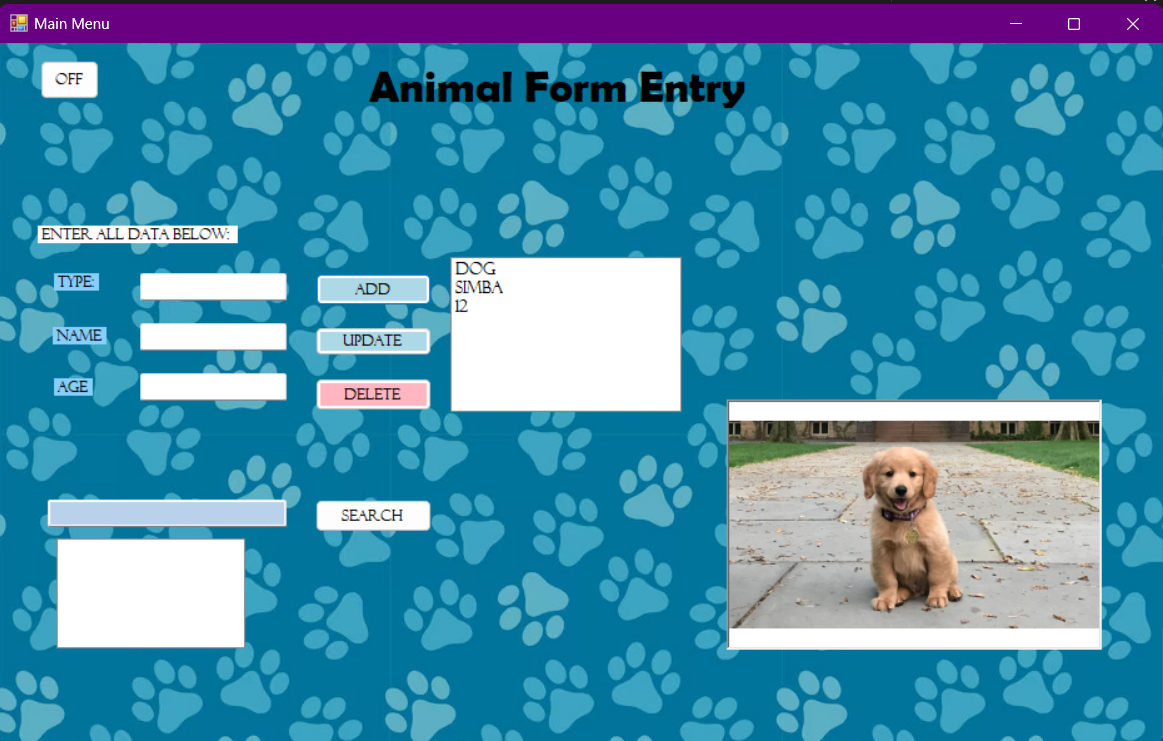 Main Menu
OFF
Animal Form Entry
ENTER ALL DATA BELOW:
TYPE:
ADD
NAME
UPDATE
AGE
DELETE
DOG
SIMBA
12
SEARCH